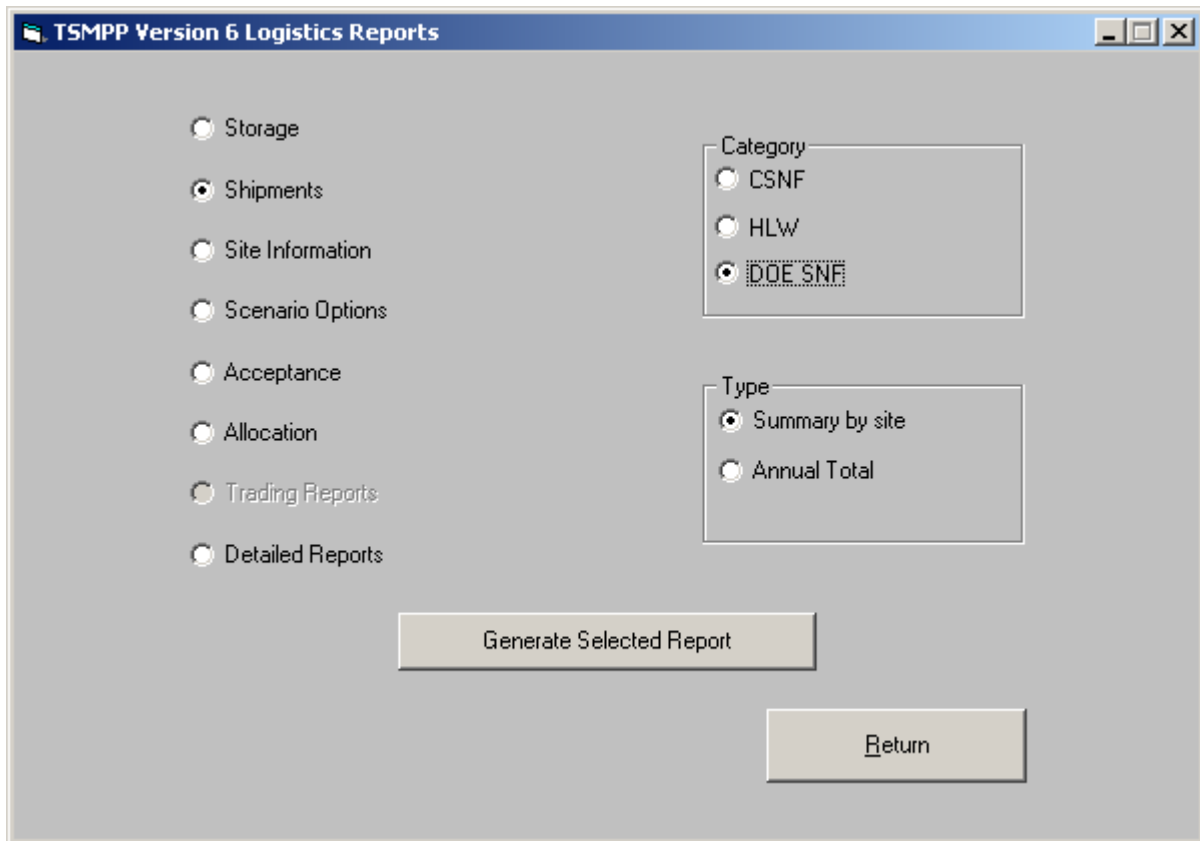 TSMPP Version 6 Logistics Reports
Storage
Shipments
Site Information
Scenario Options
Acceptance
Allocation
Trading Reports
Detailed Reports
Category
CSNF
HLW
DOE SNF
Type
Summary by site
Annual Total
Generate Selected Report
Return